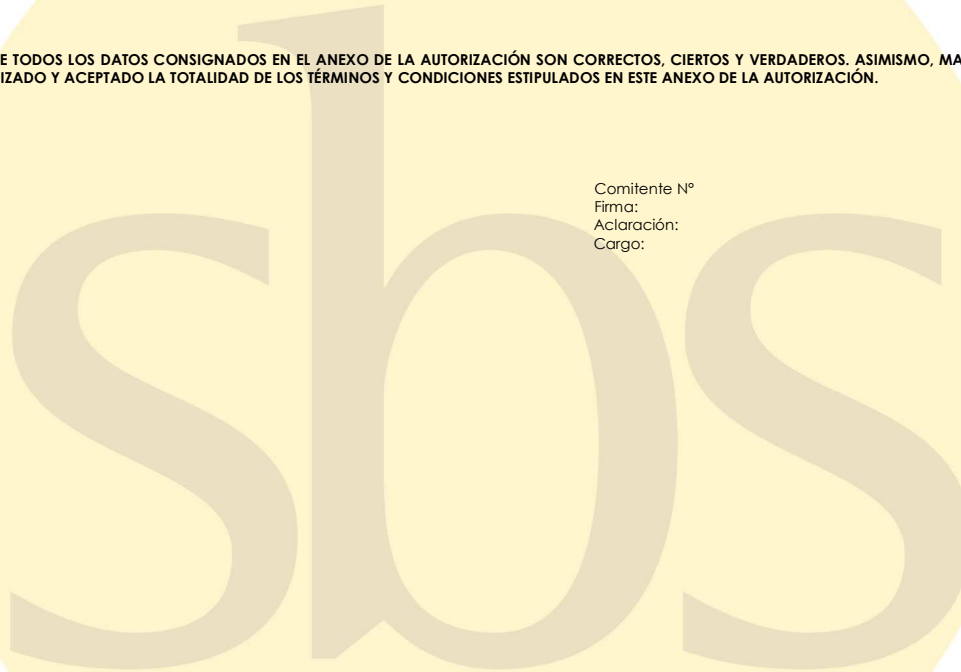 E TODOS LOS DATOS CONSIGNADOS EN EL ANEXO DE LA AUTORIZACIÓN SON CORRECTOS, CIERTOS Y VERDADEROS. ASIMISMO, MA
IZADO Y ACEPTADO LA TOTALIDAD DE LOS TÉRMINOS Y CONDICIONES ESTIPULADOS EN ESTE ANEXO DE LA AUTORIZACIÓN.
Comitente N°
Firma:
Aclaración:
Cargo:
sbs